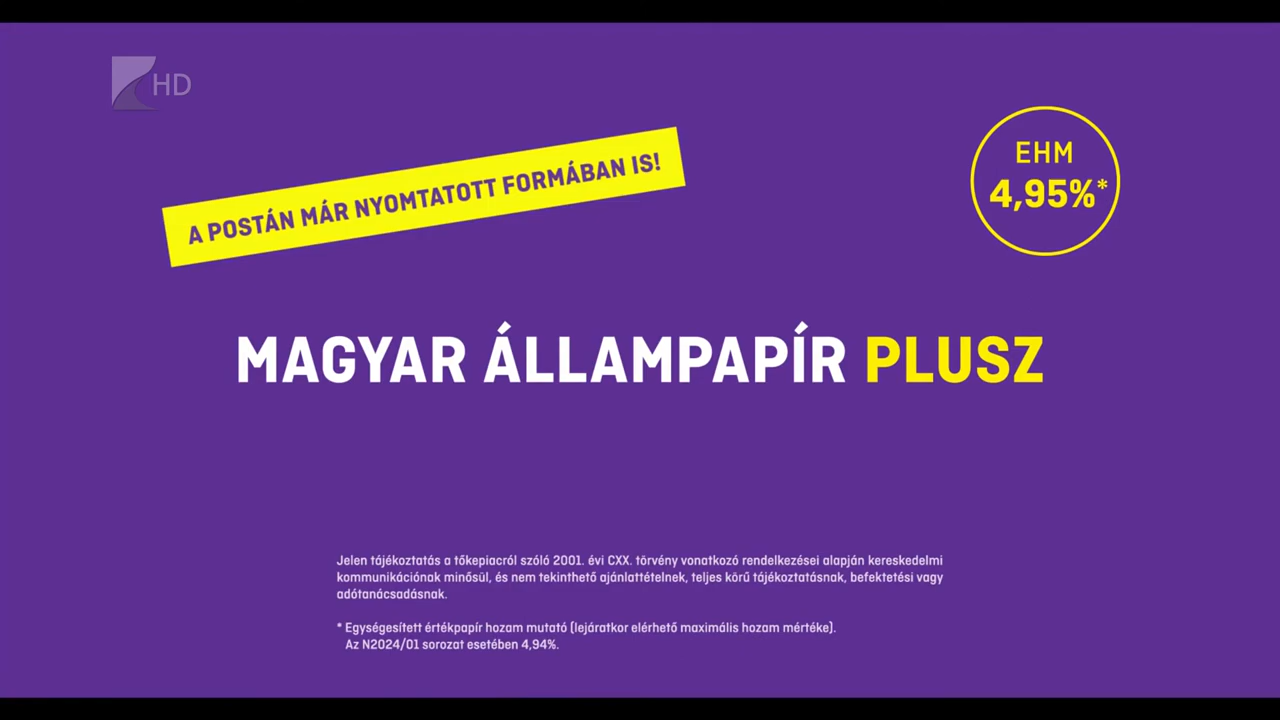 HD
A POSTÁN MÁR NYOMTATOTT FORMÁBAN IS!
EHM
4,95%*
MAGYAR ÁLLAMPAPÍR PLUSZ
Jelen tájékoztatás a tőkepiacról szóló 2001. évi CXX. törvény vonatkozó rendelkezései alapján kereskedelmi
kommunikációnak minősül, és nem tekinthető ajánlattételnek, teljes körű tájékoztatásnak, befektetési vagy
adótanácsadásnak.
* Egységesített értékpapír hozam mutató (lejáratkor elérhető maximális hozam mértéke).
Az N2024/01 sorozat esetében 4,94%.